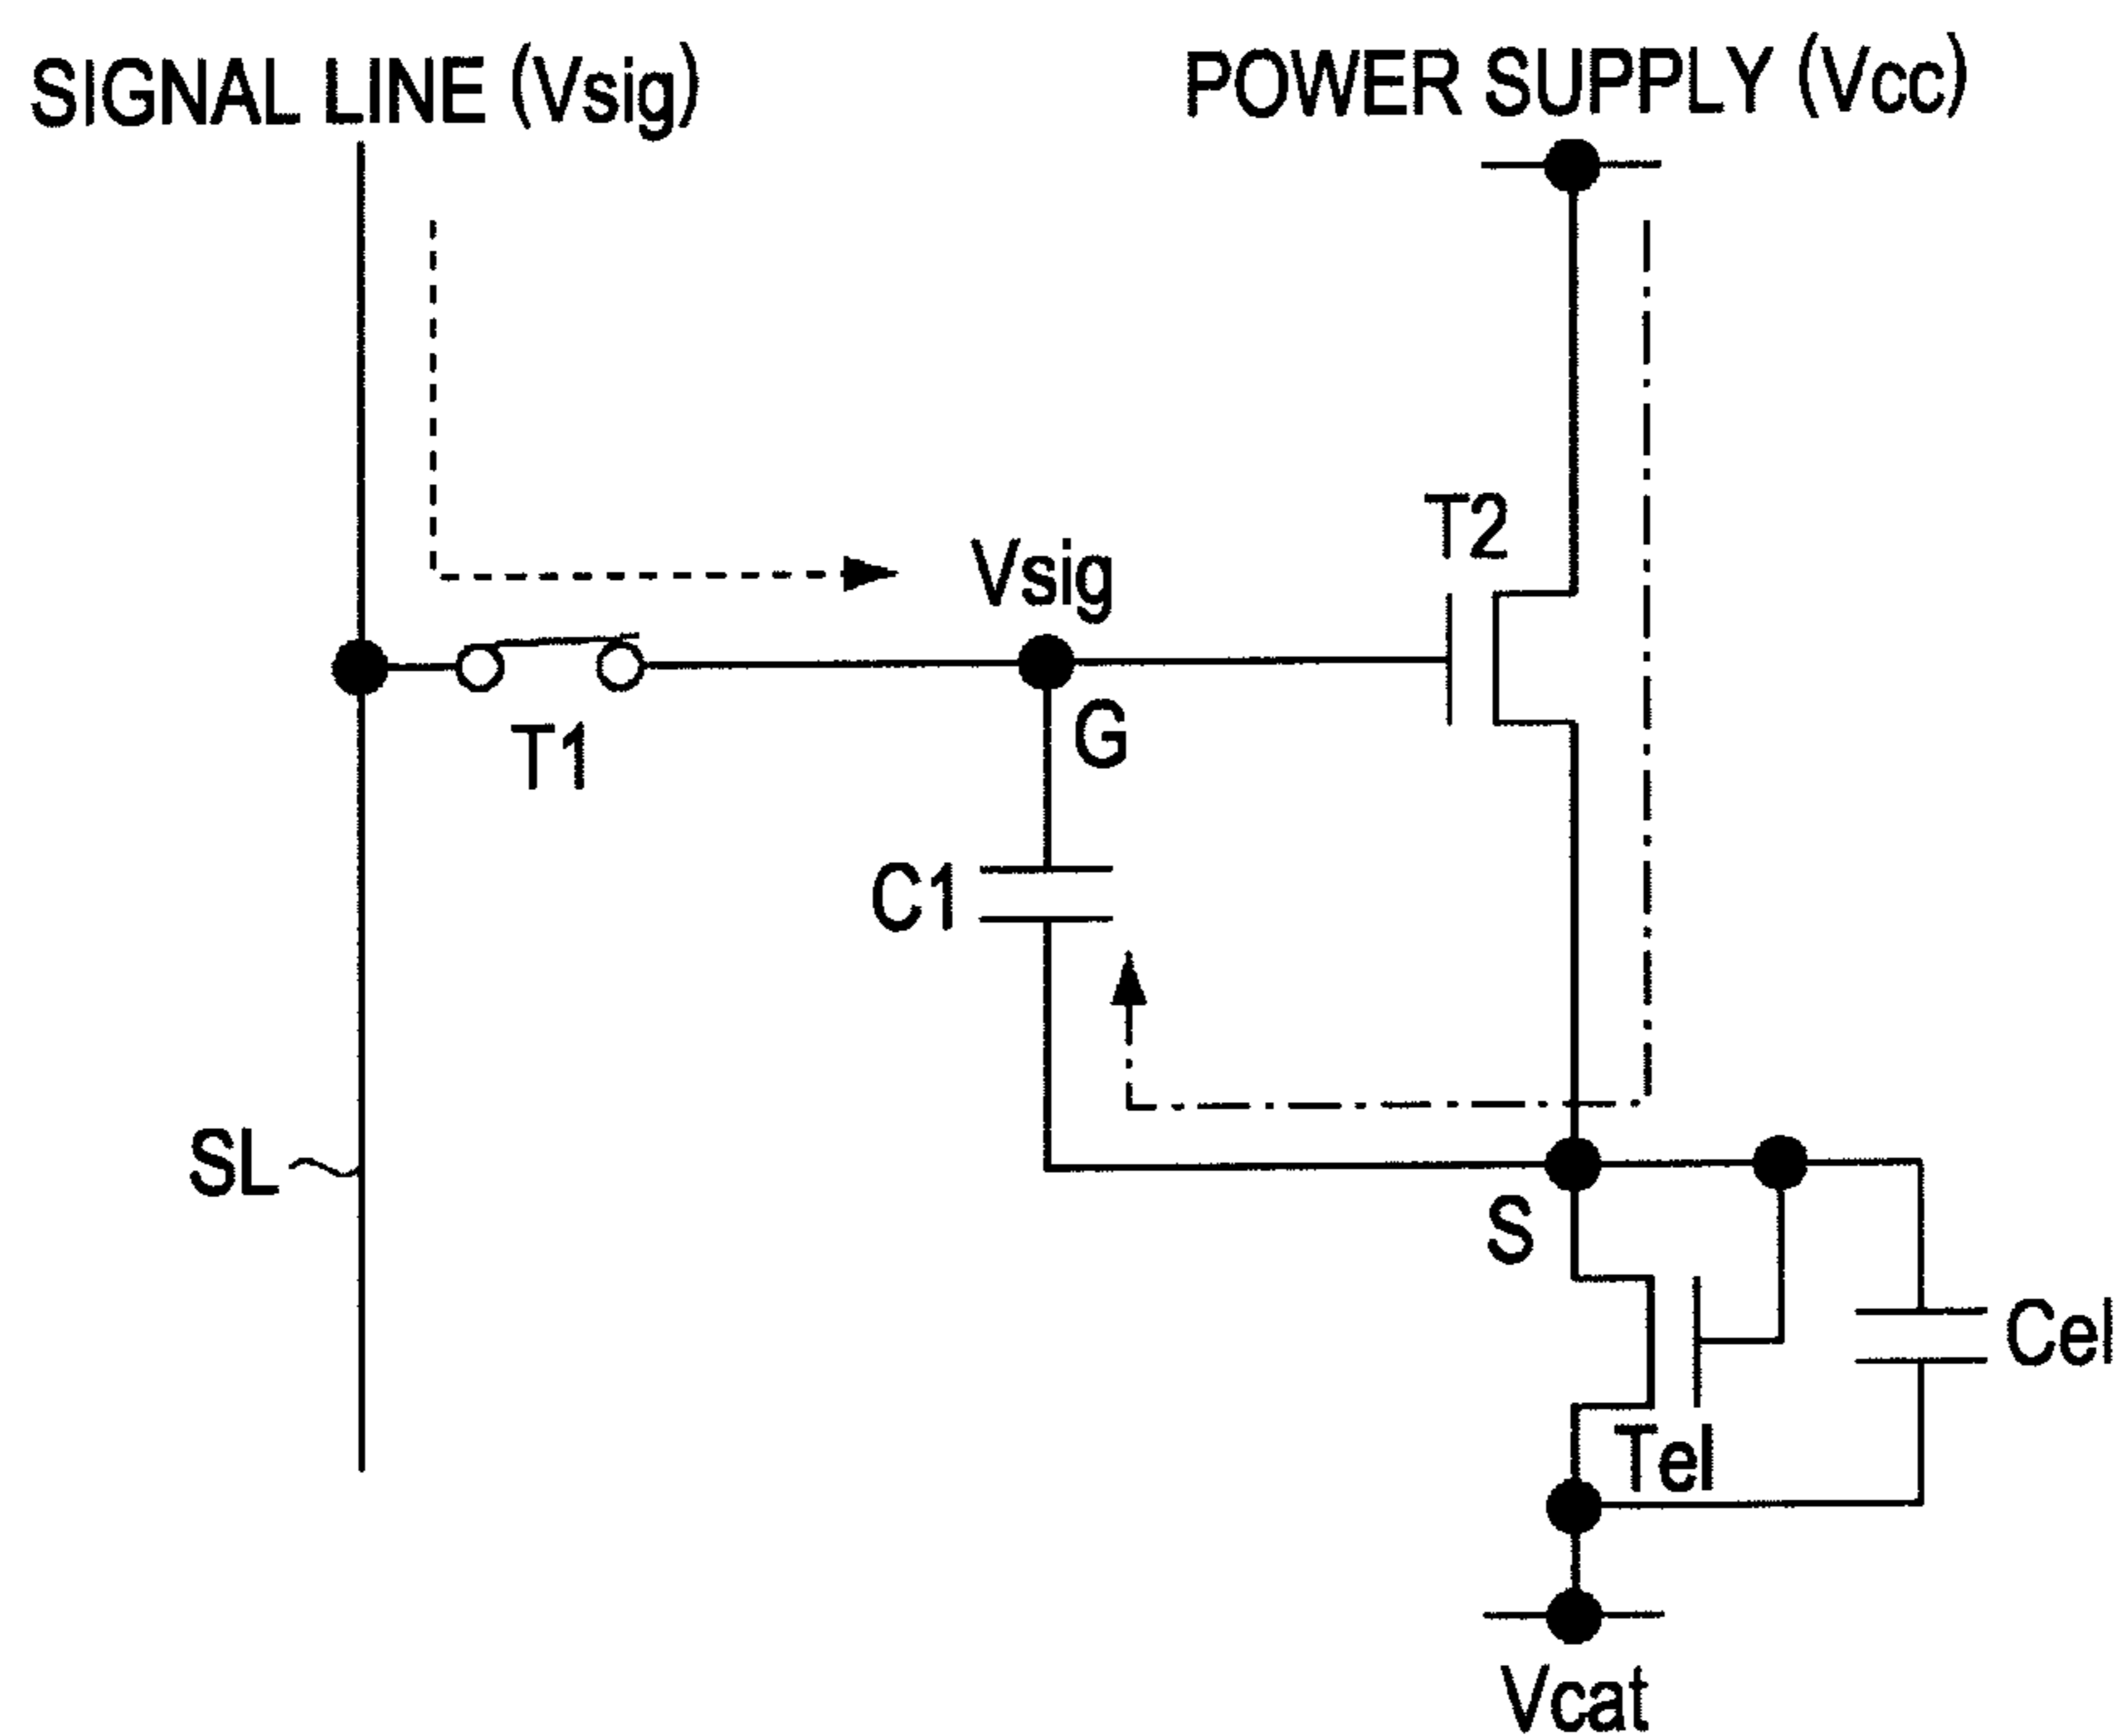 SIGNAL LINE (Vsig)
POWER SUPPLY (Vcc)
T2
Vsig
G
T1
C1
SL
S
Cel
Tel
Vcat